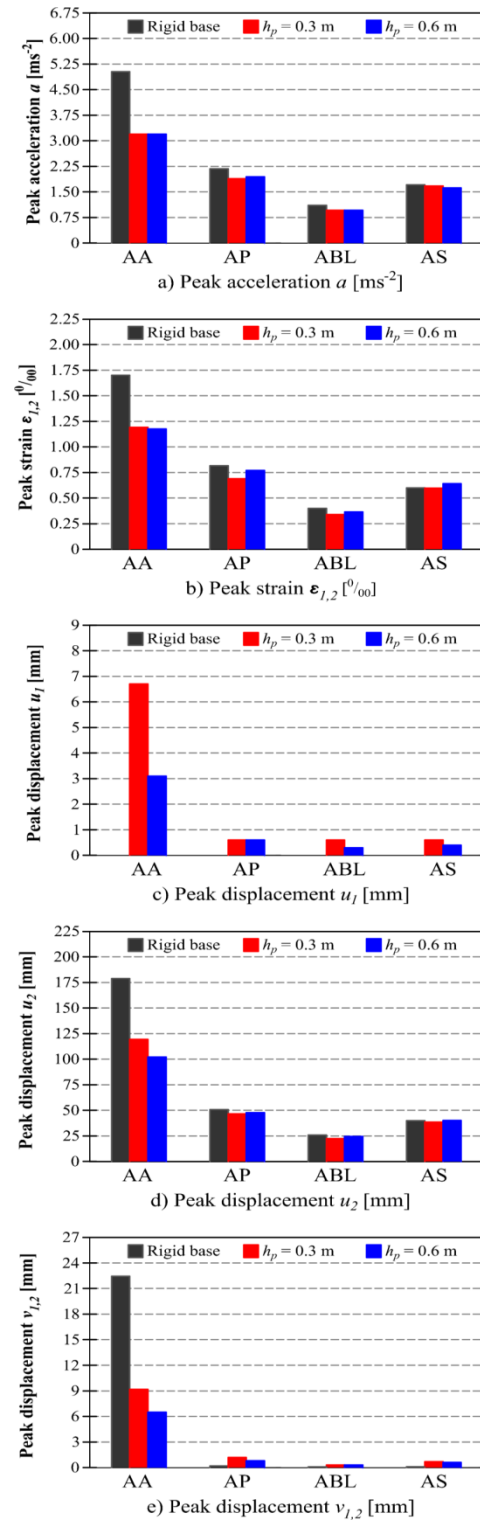 Peak acceleration a [ms-2]
Rigid base hp = 0.3 m hp = 0.6 m
6.75
6.00
5.25
4.50
3.75
3.00
2.25
1.50
0.75
0
AA AP ABL AS
a) Peak acceleration a [ms-2]
Peak strain ε1,2 [0/00]
Rigid base hp = 0.3 m hp = 0.6 m
2.25
2.00
1.75
1.50
1.25
1.00
0.75
0.50
0.25
0
AA AP ABL AS
b) Peak strain ε1,2 [0/00]
Peak displacement u1 [mm]
Rigid base hp = 0.3 m hp = 0.6 m
9
8
7
6
5
4
3
2
1
0
AA AP ABL AS
c) Peak displacement u1 [mm]
Peak displacement u2 [mm]
Rigid base hp = 0.3 m hp = 0.6 m
225
200
175
150
125
100
75
50
25
0
AA AP ABL AS
d) Peak displacement u2 [mm]
Peak displacement v1,2 [mm]
Rigid base hp = 0.3 m hp = 0.6 m
27
24
21
18
15
12
9
6
3
0
AA AP ABL AS
e) Peak displacement v1,2 [mm]